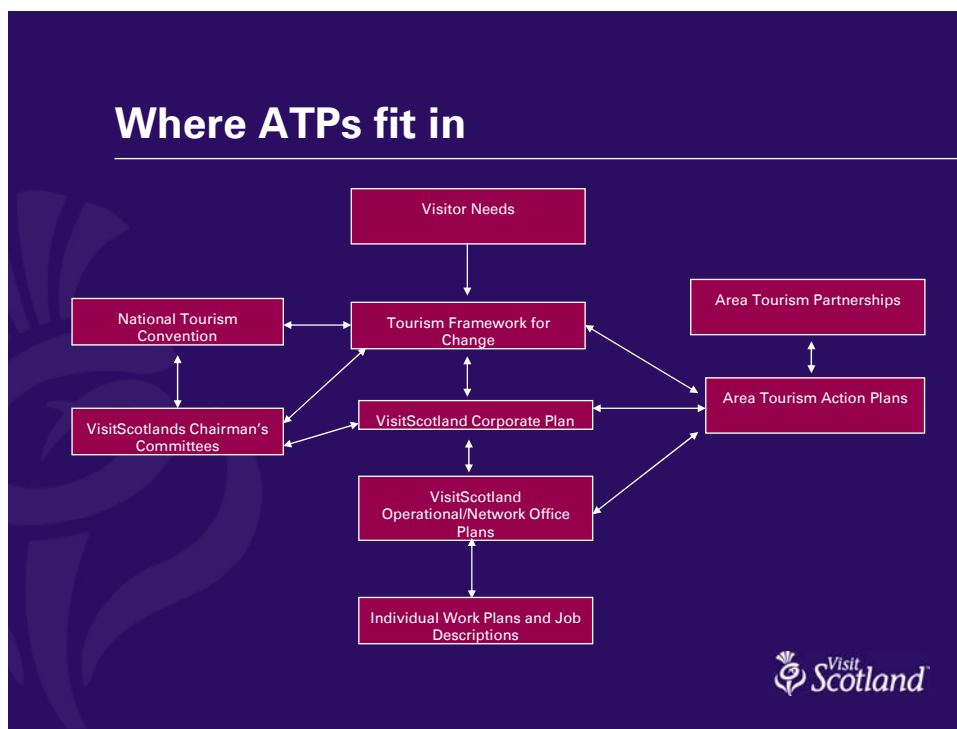 Where ATPs fit in
Visitor Needs
National Tourism
Convention
Tourism Framework for
Change
Area Tourism Partnerships
VisitScotlands Chairman's
Committees
VisitScotland Corporate Plan
Area Tourism Action Plans
VisitScotland
Operational/Network Office
Plans
Individual Work Plans and Job
Descriptions
Visit
Scotland™